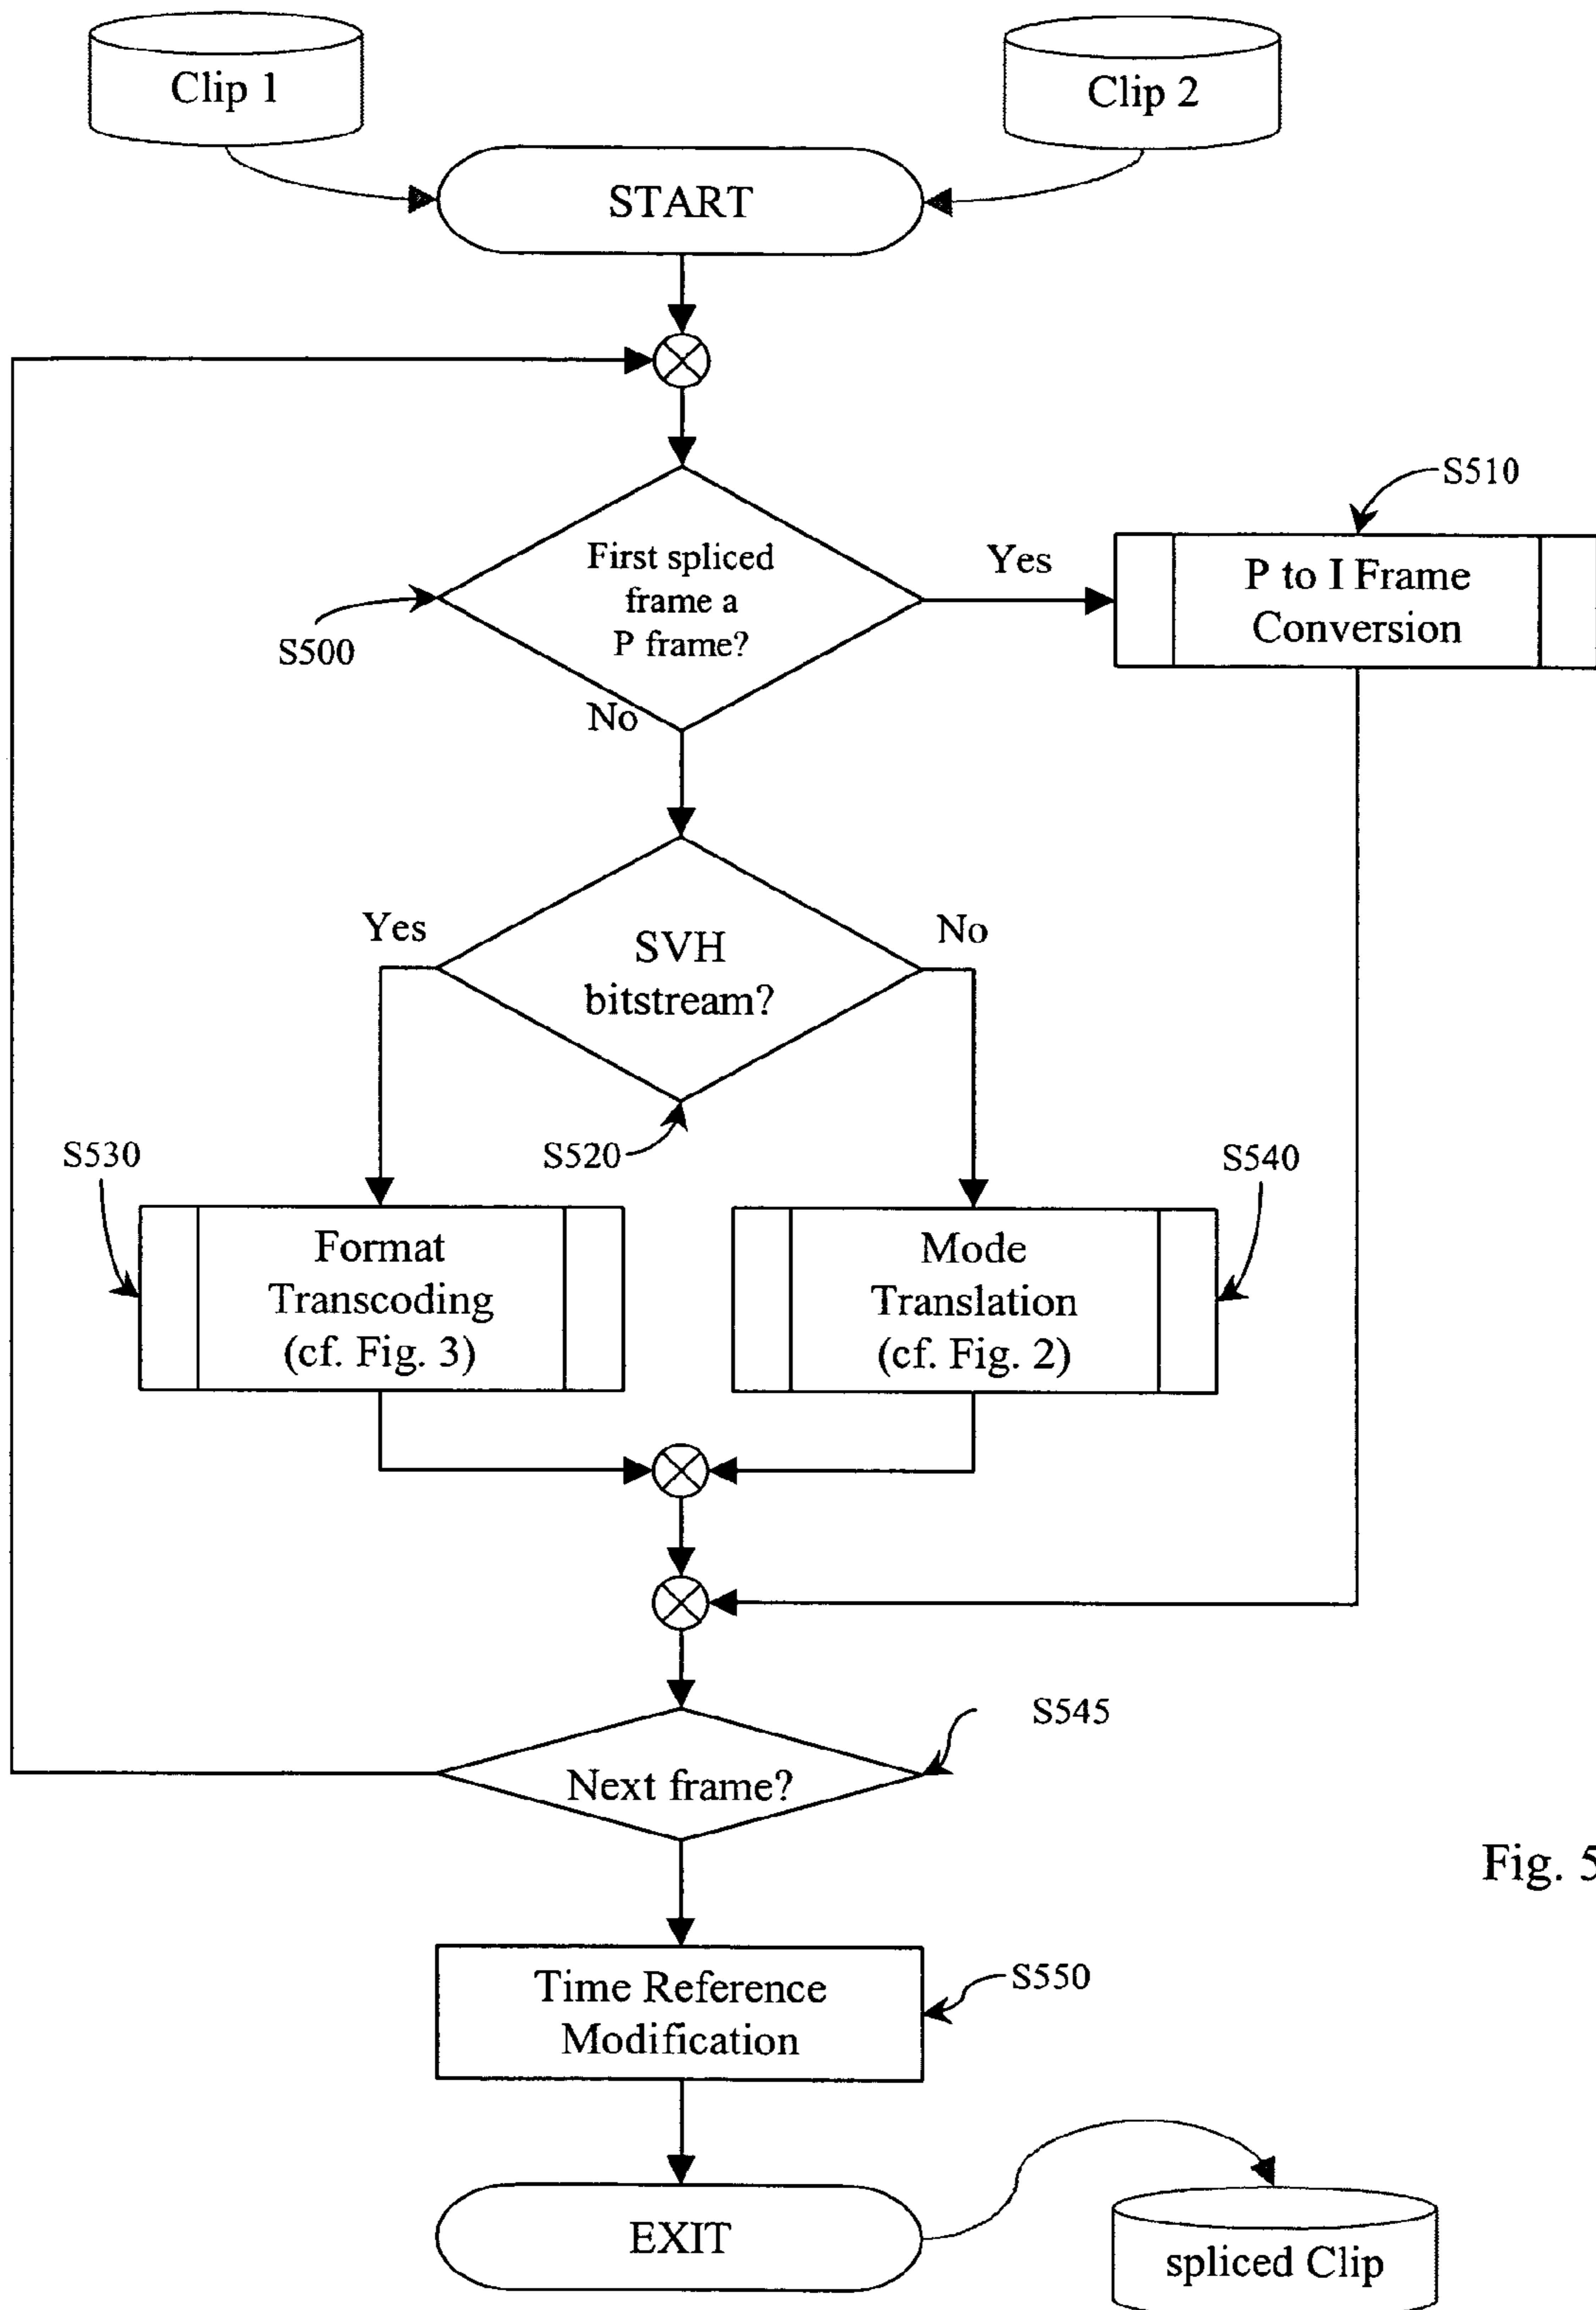 Clip 1
Clip 2
START
S510
First spliced
frame a
P frame?
Yes
P to I Frame
Conversion
S500
No
Yes
SVH
bitstream?
No
S530
S520
S540
Format
Transcoding
(cf. Fig. 3)
Mode
Translation
(cf. Fig. 2)
S545
Next frame?
Fig. 5
Time Reference
Modification
S550
EXIT
spliced Clip